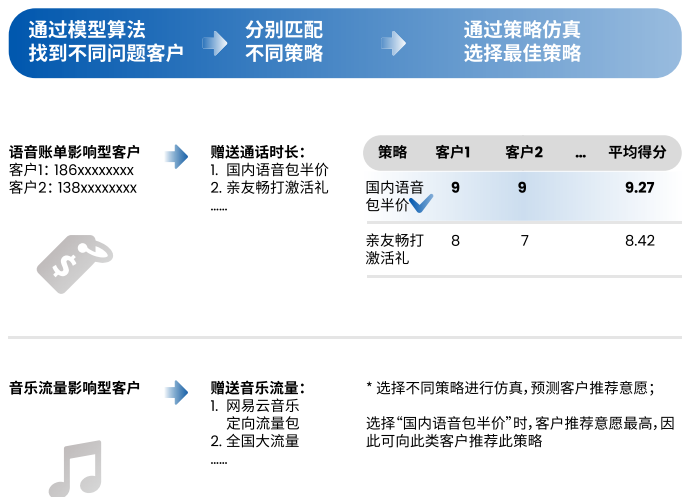 通过模型算法
找到不同问题客户
分别匹配
不同策略
通过策略仿真
选择最佳策略
语音账单影响型客户
客户1：186xxxxxxxx
客户2：138xxxxxxxx
赠送通话时长：
1. 国内语音包半价
2. 亲友畅打激活礼
......
策略 客户1 客户2 ... 平均得分
国内语音
包半价
9 9 9.27
亲友畅打
激活礼
8 7 8.42
音乐流量影响型客户
赠送音乐流量：
1. 网易云音乐
定向流量包
2. 全国大流量
......
* 选择不同策略进行仿真，预测客户推荐意愿；
选择“国内语音包半价”时，客户推荐意愿最高，因
此可向此类客户推荐此策略